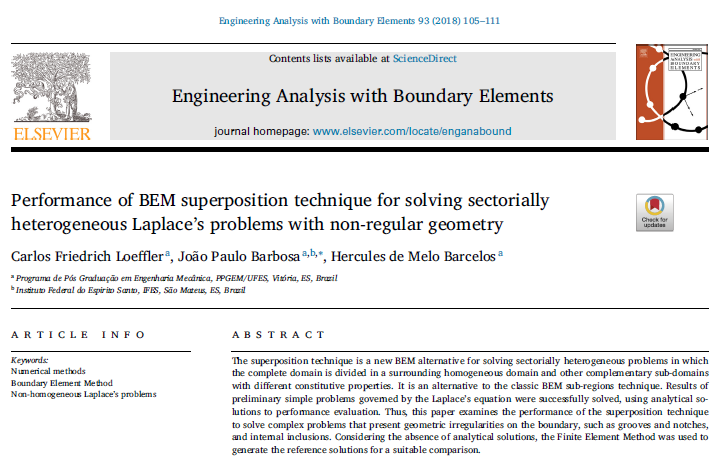 Engineering Analysis with Boundary Elements 93 (2018) 105–111
Contents lists available at ScienceDirect
Engineering Analysis with Boundary Elements
journal homepage: www.elsevier.com/locate/enganabound
ELSEVIER
ENGINEERING
ANALYSIS with
BOUNDARY
ELEMENTS
Performance of BEM superposition technique for solving sectorially
heterogeneous Laplace's problems with non-regular geometry
Check for
updates
Carlos Friedrich Loeffler a, João Paulo Barbosa a,b,*, Hercules de Melo Barcelos a
a Programa de Pós Graduação em Engenharia Mecânica, PPGEM/UFES, Vitória, ES, Brazil
b Instituto Federal do Espirito Santo, IFES, São Mateus, ES, Brazil
ARTICLE INFO
Keywords:
Numerical methods
Boundary Element Method
Non-homogeneous Laplace's problems
ABSTRACT
The superposition technique is a new BEM alternative for solving sectorially heterogeneous problems in which
the complete domain is divided in a surrounding homogeneous domain and other complementary sub-domains
with different constitutive properties. It is an alternative to the classic BEM sub-regions technique. Results of
preliminary simple problems governed by the Laplace's equation were successfully solved, using analytical so-
lutions to performance evaluation. Thus, this paper examines the performance of the superposition technique
to solve complex problems that present geometric irregularities on the boundary, such as grooves and notches,
and internal inclusions. Considering the absence of analytical solutions, the Finite Element Method was used to
generate the reference solutions for a suitable comparison.